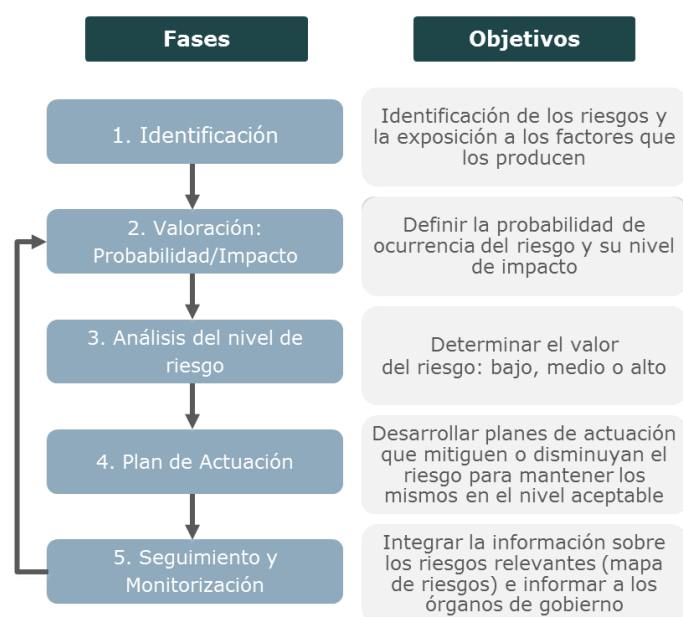 Fases
Objetivos
1. Identificación
Identificación de los riesgos y
la exposición a los factores que
los producen
2. Valoración:
Probabilidad/Impacto
Definir la probabilidad de
ocurrencia del riesgo y su nivel
de impacto
3. Análisis del nivel de
riesgo
Determinar el valor
del riesgo: bajo, medio o alto
4. Plan de Actuación
Desarrollar planes de actuación
que mitiguen o disminuyan el
riesgo para mantener los
mismos en el nivel aceptable
5. Seguimiento y
Monitorización
Integrar la información sobre
los riesgos relevantes (mapa
de riesgos) e informar a los
órganos de gobierno